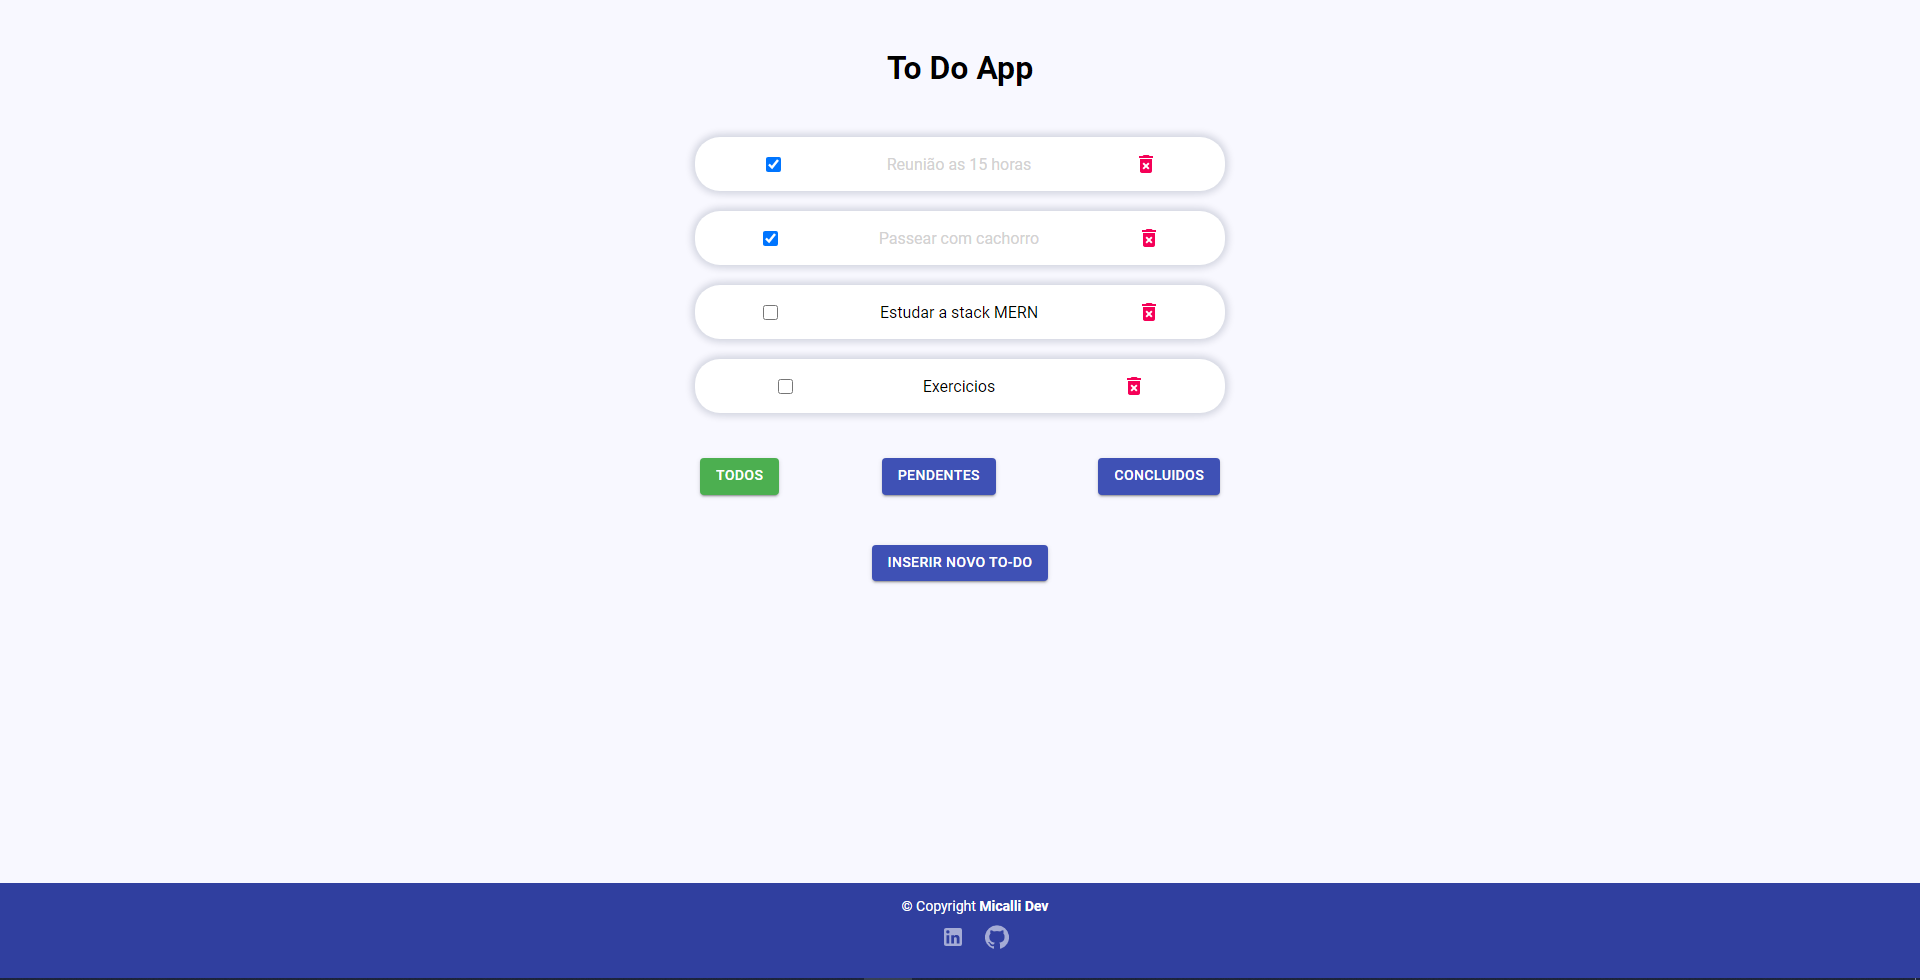 To Do App
Reunião as 15 horas
Passear com cachorro
Estudar a stack MERN
Exercicios
TODOS PENDENTES CONCLUIDOS
INSERIR NOVO TO-DO
© Copyright Micalli Dev
in